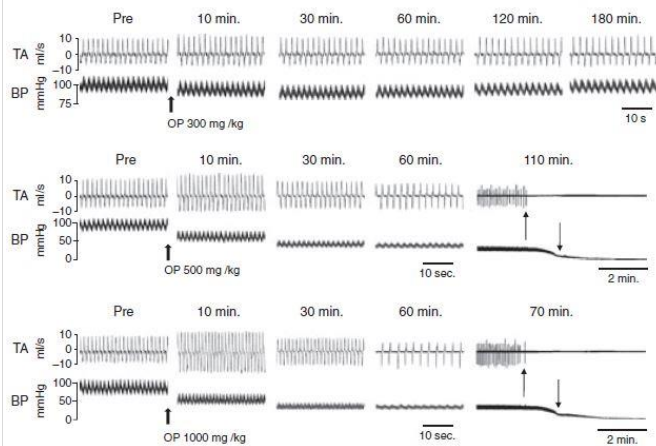 Pre 10 min. 30 min. 60 min. 120 min. 180 min.
TA ml/s 10 0 −10
BP mmHg 100 75
OP 300 mg /kg 10 s
Pre 10 min. 30 min. 60 min. 110 min.
TA ml/s 10 0 −10
BP mmHg 100 50 0
OP 500 mg /kg 10 sec. 2 min.
Pre 10 min. 30 min. 60 min. 70 min.
TA ml/s 10 0 −10
BP mmHg 100 50 0
OP 1000 mg /kg 10 sec. 2 min.